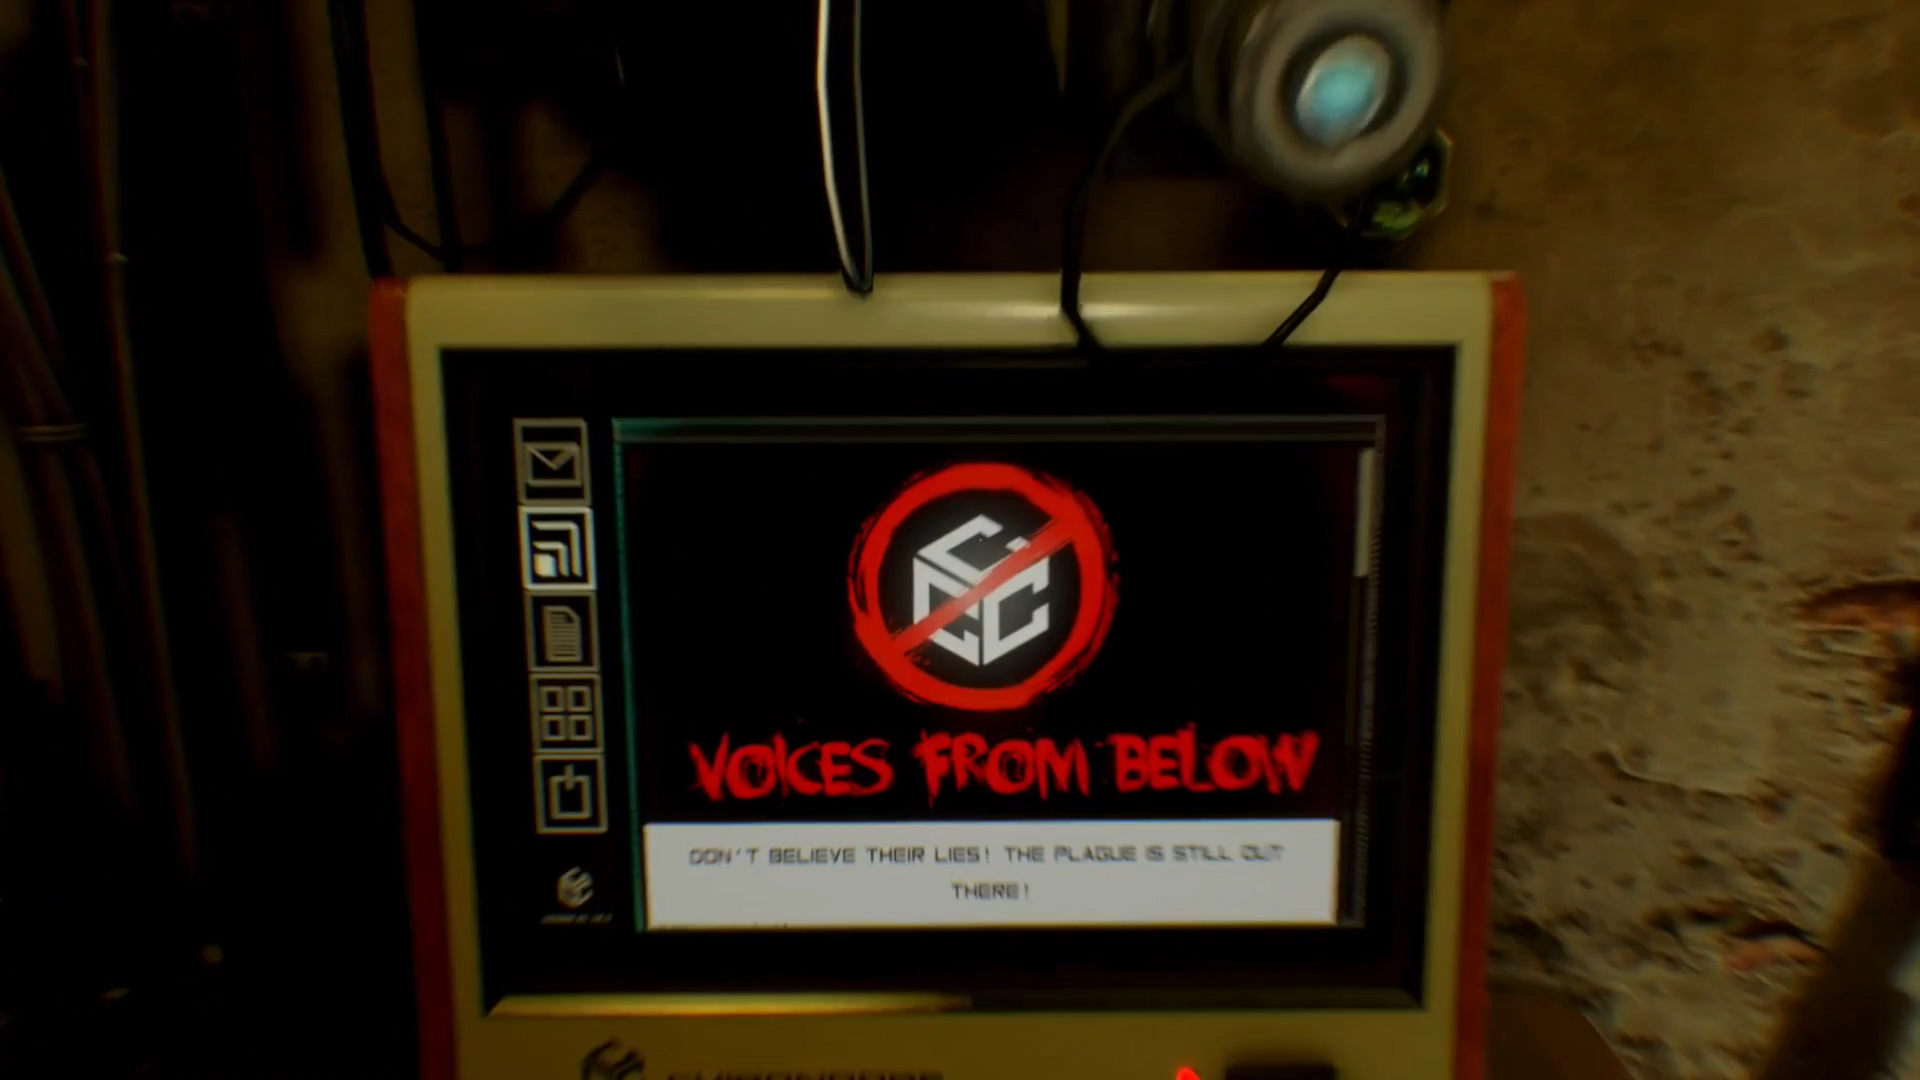 VOICES FROM BELOW
DON'T BELIEVE THEIR LIES! THE PLAGUE IS STILL OUT
THERE!